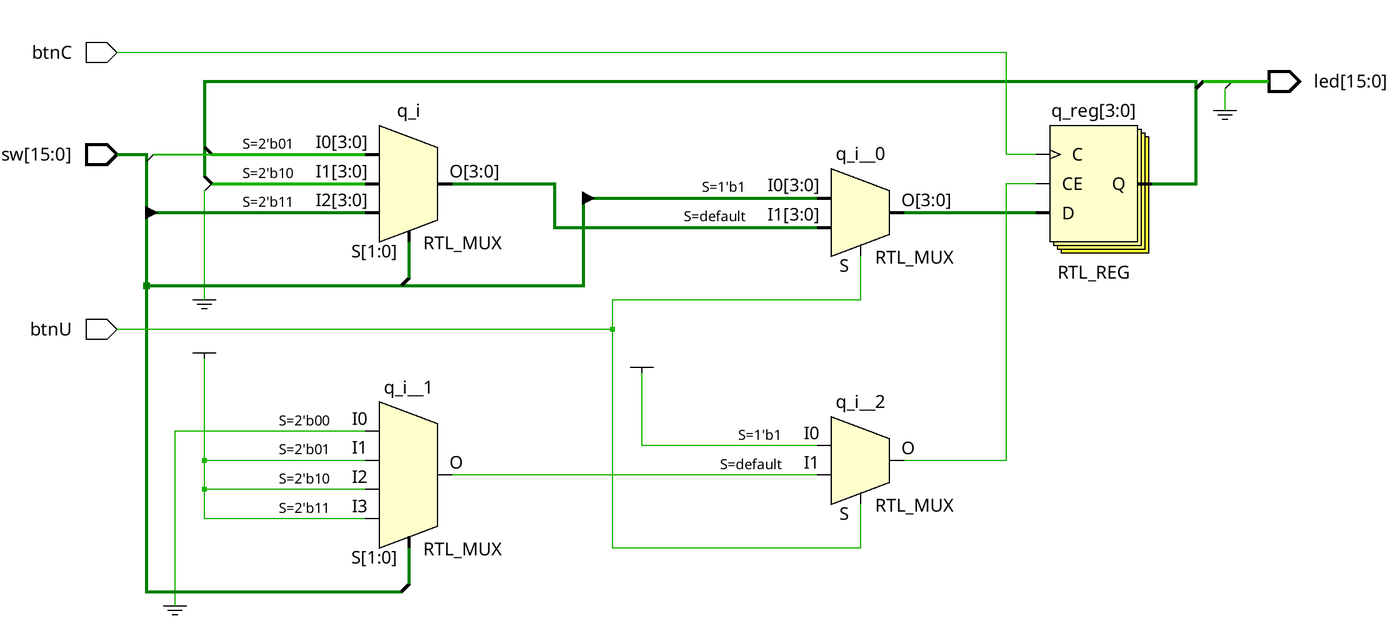 btnC
led[15:0]
q_i
q_reg[3:0]
sw[15:0]
S=2'b01 I0[3:0]
S=2'b10 I1[3:0]
S=2'b11 I2[3:0]
O[3:0]
S[1:0]
RTL_MUX
q_i__0
S=1'b1 I0[3:0]
S=default I1[3:0]
O[3:0]
S
RTL_MUX
C
CE
Q
D
RTL_REG
btnU
q_i__1
S=2'b00 I0
S=2'b01 I1
S=2'b10 I2
S=2'b11 I3
O
S[1:0]
RTL_MUX
q_i__2
S=1'b1 I0
S=default I1
O
S
RTL_MUX